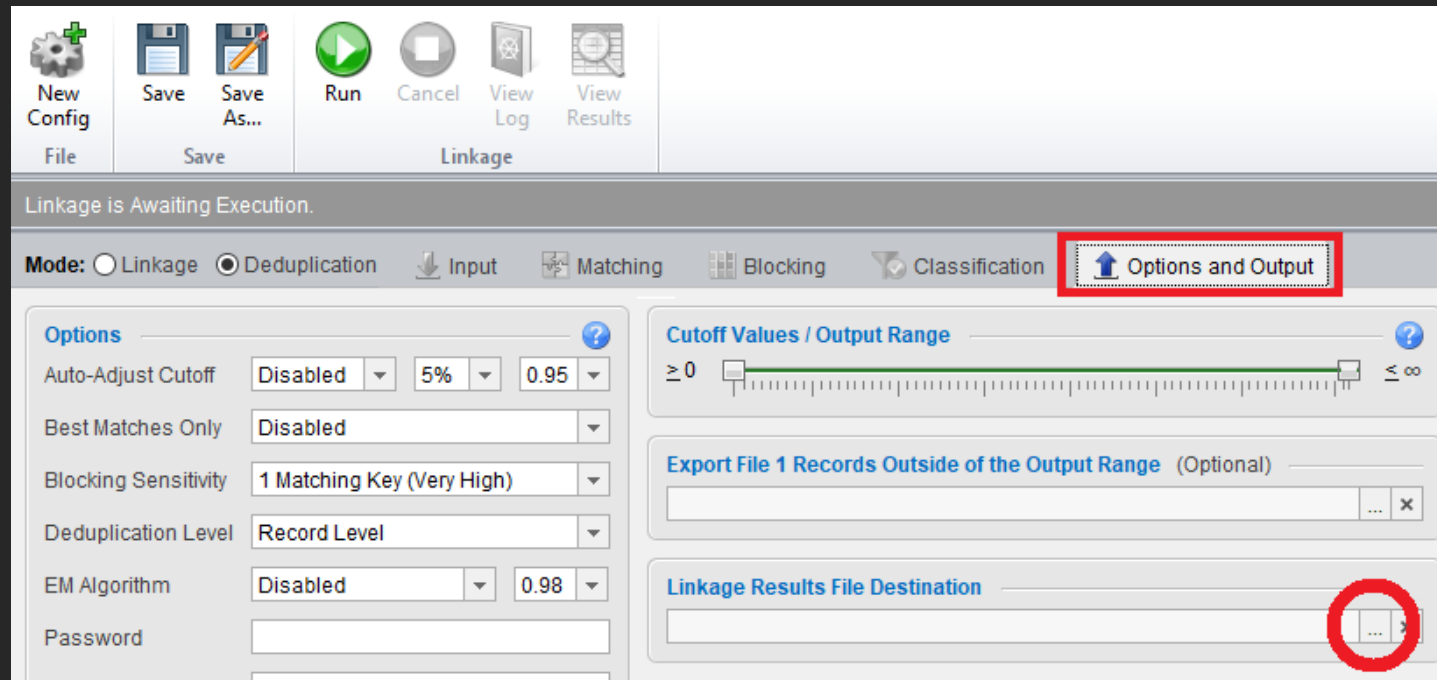 New Config
Save
Save As...
Run
Cancel
View Log
View Results
File
Save
Linkage
Linkage is Awaiting Execution.
Mode: Linkage Deduplication Input Matching Blocking Classification Options and Output
Options ?
Auto-Adjust Cutoff Disabled 5% 0.95
Best Matches Only Disabled
Blocking Sensitivity 1 Matching Key (Very High)
Deduplication Level Record Level
EM Algorithm Disabled 0.98
Password
Cutoff Values / Output Range ?
≥ 0 ≤ ∞
Export File 1 Records Outside of the Output Range (Optional)
... ×
Linkage Results File Destination
... ×